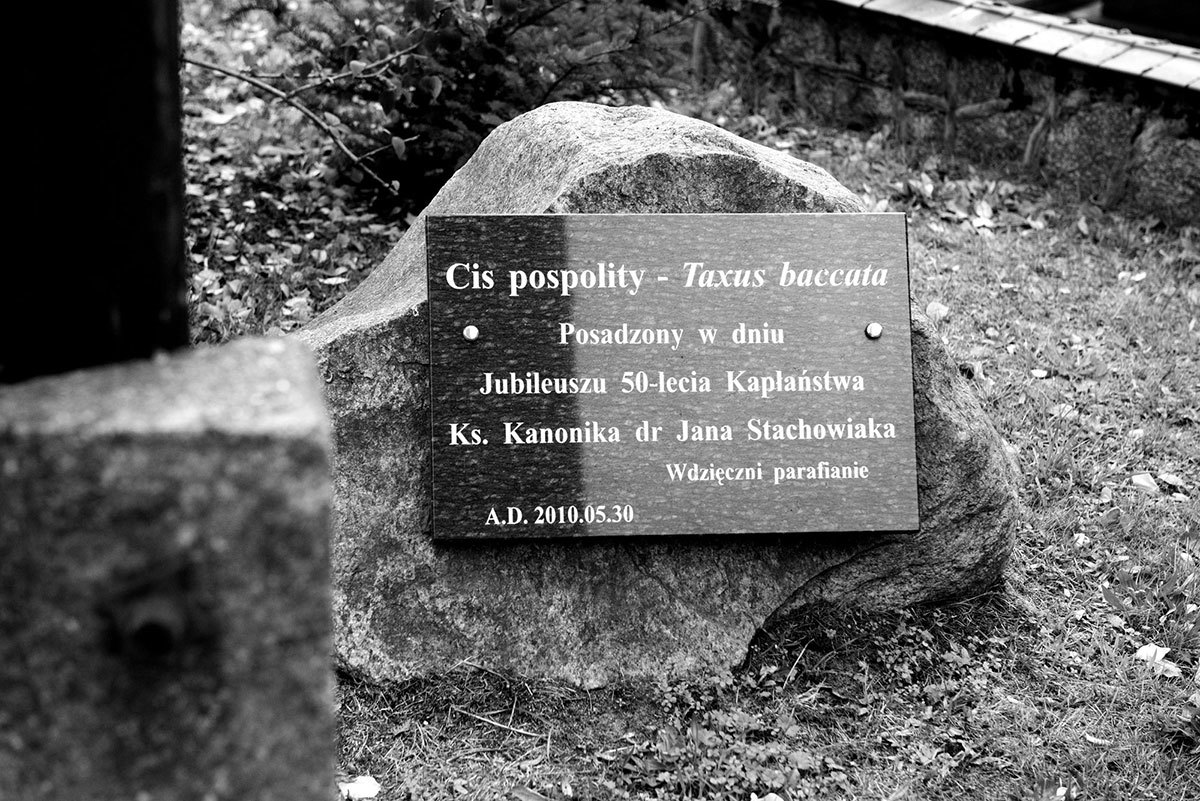 Cis pospolity - Taxus baccata
Posadzony w dniu
Jubileuszu 50-lecia Kapłaństwa
Ks. Kanonika dr Jana Stachowiaka
Wdzięczni parafianie
A.D. 2010.05.30